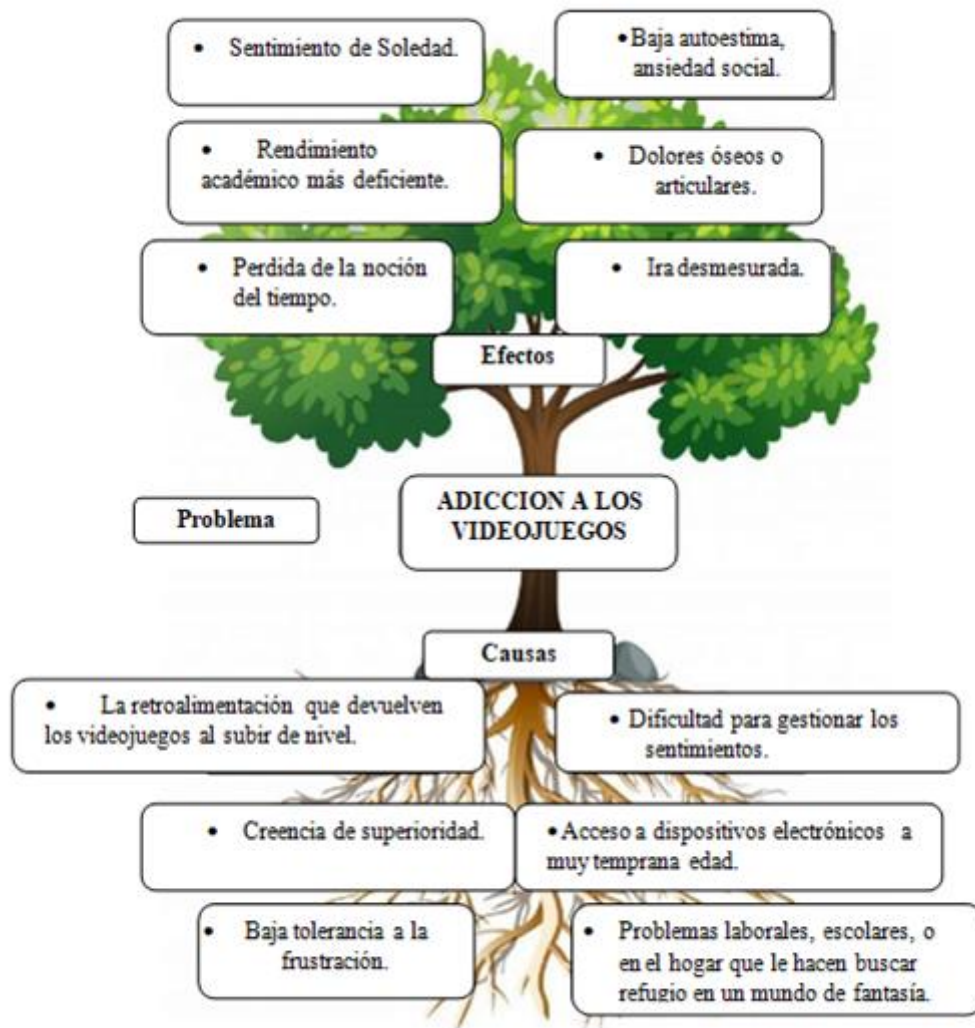 • Sentimiento de Soledad.
• Baja autoestima,
ansiedad social.
• Rendimiento
académico más deficiente.
• Dolores óseos o
articulares.
• Perdida de la noción
del tiempo.
• Ira desmesurada.
Efectos
Problema
ADICCION A LOS
VIDEOJUEGOS
Causas
• La retroalimentación que devuelven
los videojuegos al subir de nivel.
• Dificultad para gestionar los
sentimientos.
• Creencia de superioridad.
• Acceso a dispositivos electrónicos a
muy temprana edad.
• Baja tolerancia a la
frustración.
• Problemas laborales, escolares, o
en el hogar que le hacen buscar
refugio en un mundo de fantasía.